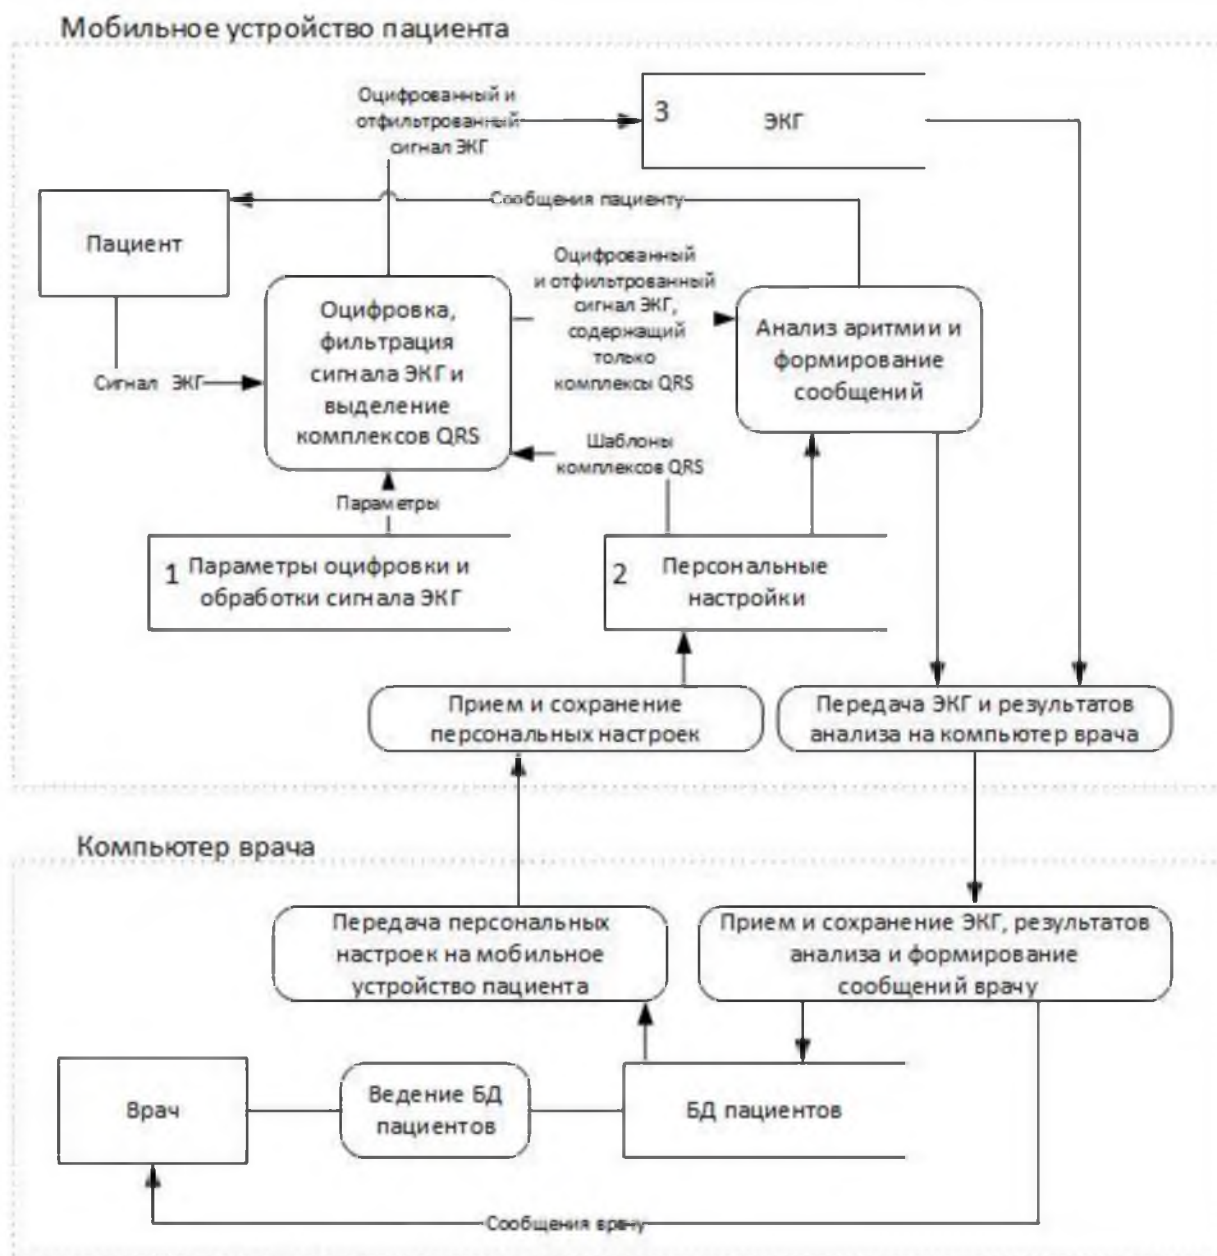 Мобильное устройство пациента
Оцифрованный и
отфильтрованный
сигнал ЭКГ
3
ЭКГ
Сообщения пациенту
Пациент
Оцифровка,
фильтрация
сигнала ЭКГ и
выделение
комплексов QRS
Оцифрованный
и отфильтрованный
сигнал ЭКГ,
содержащий
только
комплексы QRS
Анализ аритмии и
формирование
сообщений
Сигнал ЭКГ
Шаблоны
комплексов QRS
Параметры
1
Параметры оцифровки и
обработки сигнала ЭКГ
2
Персональные
настройки
Прием и сохранение
персональных настроек
Передача ЭКГ и результатов
анализа на компьютер врача
Компьютер врача
Передача персональных
настроек на мобильное
устройство пациента
Прием и сохранение ЭКГ, результатов
анализа и формирование
сообщений врачу
Врач
Ведение БД
пациентов
БД пациентов
Сообщения врачу